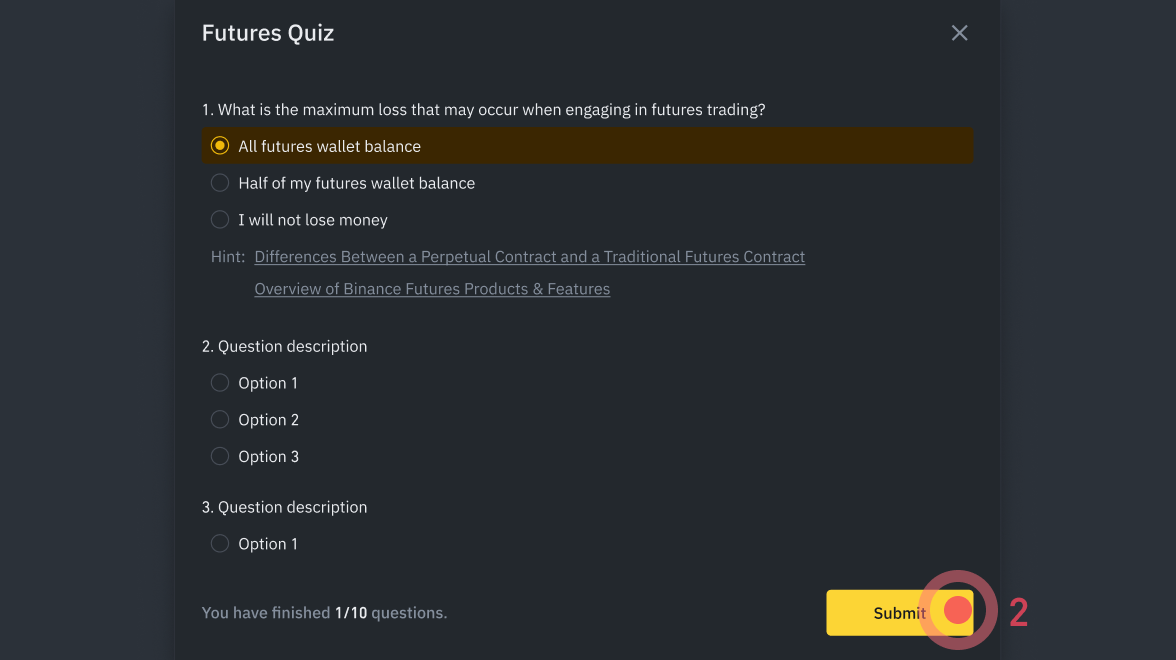 Futures Quiz
1. What is the maximum loss that may occur when engaging in futures trading?
All futures wallet balance
Half of my futures wallet balance
I will not lose money
Hint: Differences Between a Perpetual Contract and a Traditional Futures Contract
Overview of Binance Futures Products & Features
2. Question description
Option 1
Option 2
Option 3
3. Question description
Option 1
You have finished 1/10 questions.
Submit
2